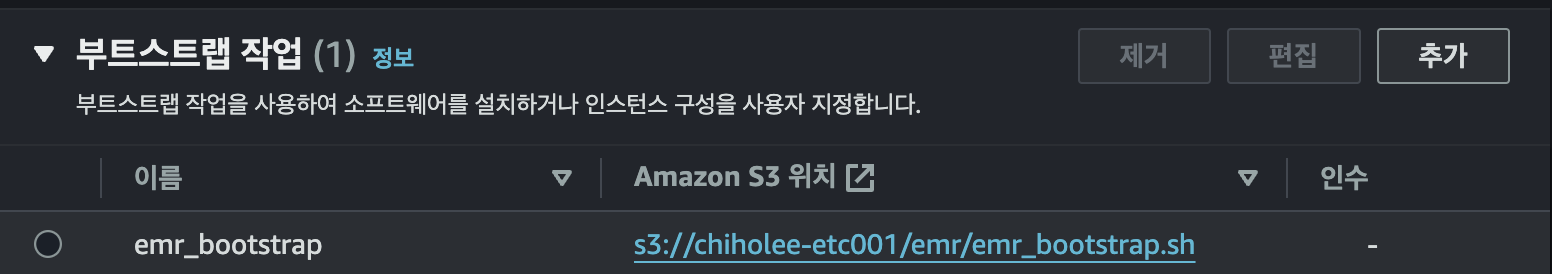 부트스트랩 작업 (1) 정보
제거 편집 추가
부트스트랩 작업을 사용하여 소프트웨어를 설치하거나 인스턴스 구성을 사용자 지정합니다.
이름 Amazon S3 위치 인수
emr_bootstrap s3://chiholee-etc001/emr/emr_bootstrap.sh -